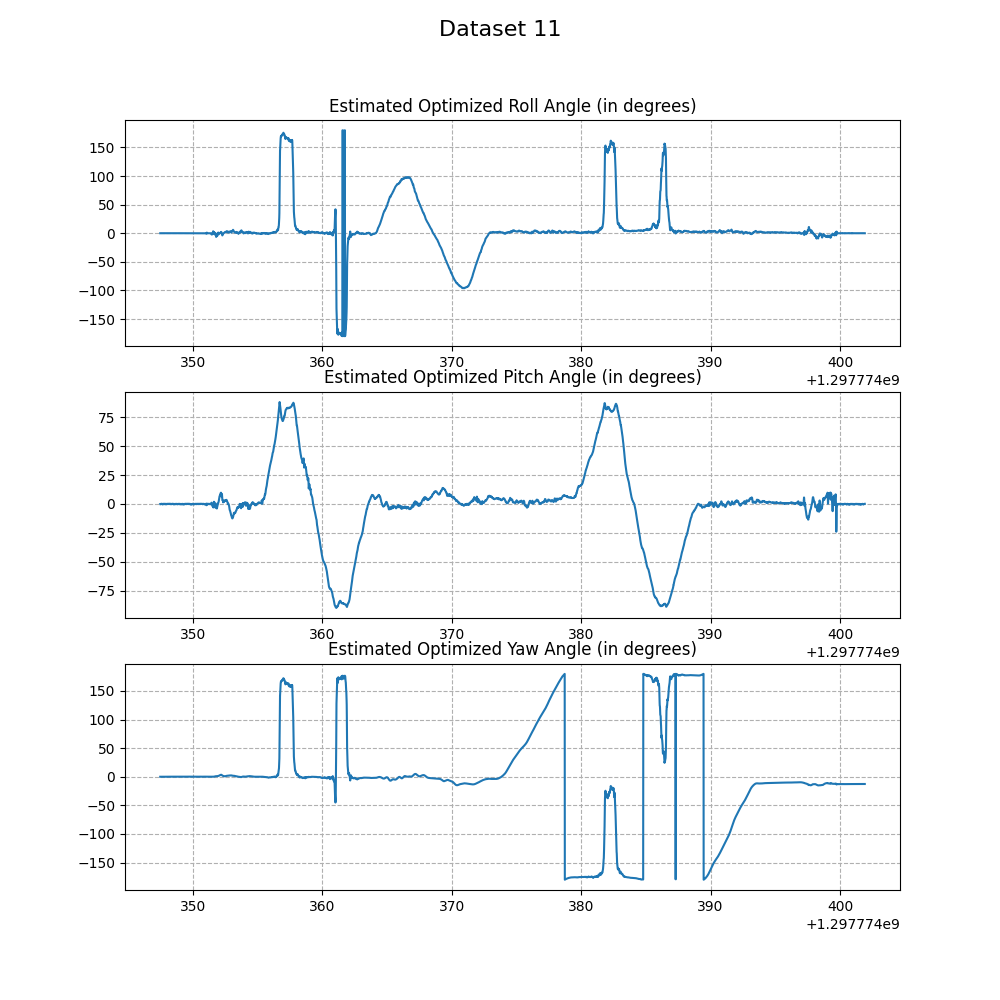 Dataset 11
Estimated Optimized Roll Angle (in degrees)
150
100
50
0
−50
−100
−150
350 360 370 380 390 400
+1.297774e9
Estimated Optimized Pitch Angle (in degrees)
75
50
25
0
−25
−50
−75
350 360 370 380 390 400
+1.297774e9
Estimated Optimized Yaw Angle (in degrees)
150
100
50
0
−50
−100
−150
350 360 370 380 390 400
+1.297774e9